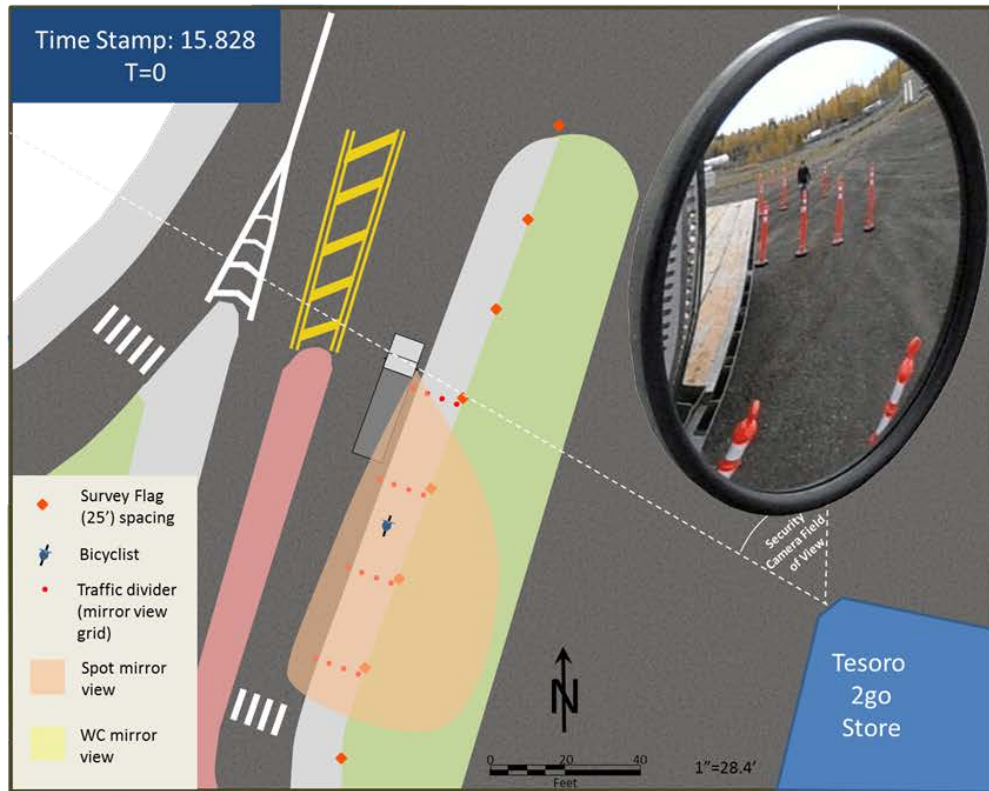 Time Stamp: 15.828
T=0
Survey Flag
(25') spacing
Bicyclist
Traffic divider
(mirror view
grid)
Spot mirror
view
WC mirror
view
Security
Camera Field
of View
N
0 20 40 60
Feet
1"=28.4'
Tesoro
2go
Store